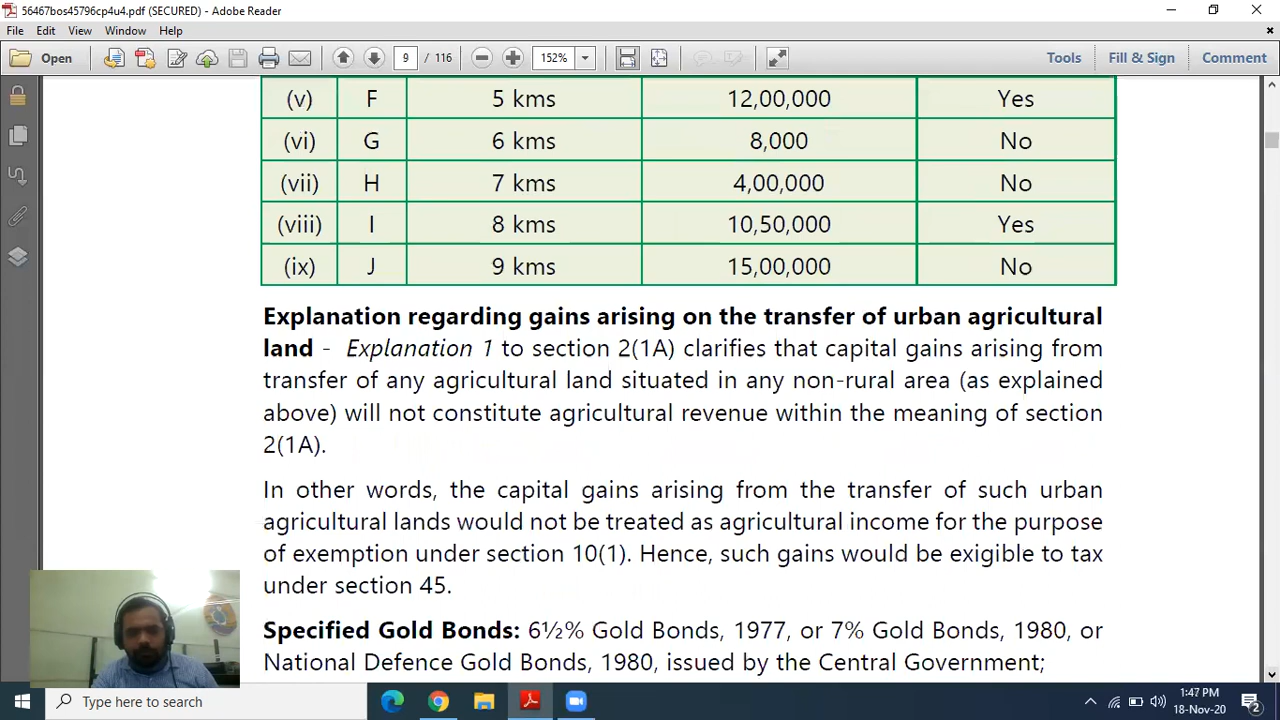 56467bos45796cp4u4.pdf (SECURED) - Adobe Reader
File Edit View Window Help
Open 9 / 116 152% Tools Fill & Sign Comment
(v) F 5 kms 12,00,000 Yes
(vi) G 6 kms 8,000 No
(vii) H 7 kms 4,00,000 No
(viii) I 8 kms 10,50,000 Yes
(ix) J 9 kms 15,00,000 No
Explanation regarding gains arising on the transfer of urban agricultural
land - Explanation 1 to section 2(1A) clarifies that capital gains arising from
transfer of any agricultural land situated in any non-rural area (as explained
above) will not constitute agricultural revenue within the meaning of section
2(1A).
In other words, the capital gains arising from the transfer of such urban
agricultural lands would not be treated as agricultural income for the purpose
of exemption under section 10(1). Hence, such gains would be exigible to tax
under section 45.
Specified Gold Bonds: 6½% Gold Bonds, 1977, or 7% Gold Bonds, 1980, or
National Defence Gold Bonds, 1980, issued by the Central Government;
Type here to search
1:47 PM
18-Nov-20
2